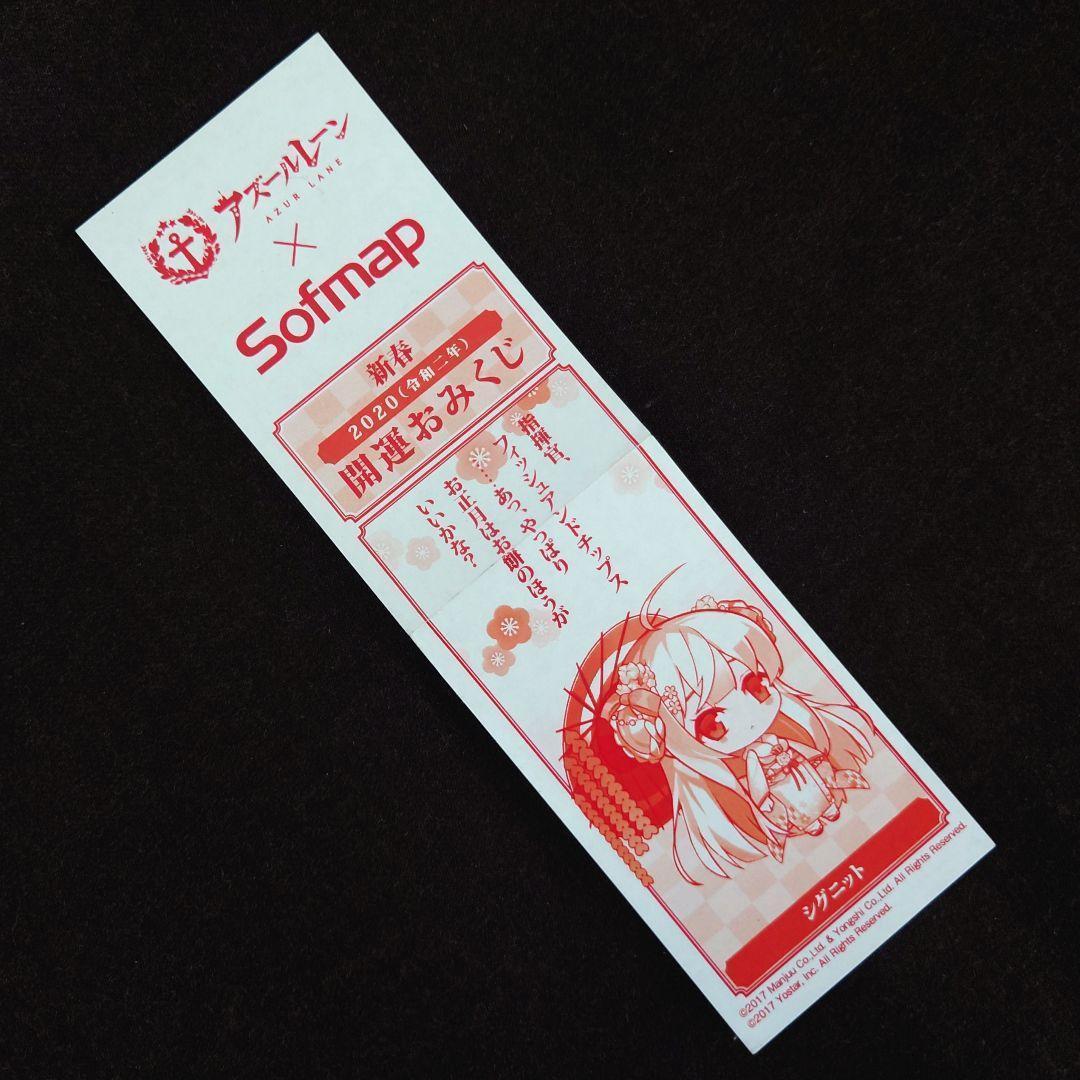 アズールレーン
AZUR LANE
×
Sofmap
新春
2020(令和二年)
開運おみくじ
指揮官、
フィッシュアンドチップス
……あっ、やっぱり
お正月はお餅のほうが
いいかな？
シグニット
©2017 Manjuu Co.,Ltd. & Yongshi Co.,Ltd. All Rights Reserved.
©2017 Yostar, Inc. All Rights Reserved.